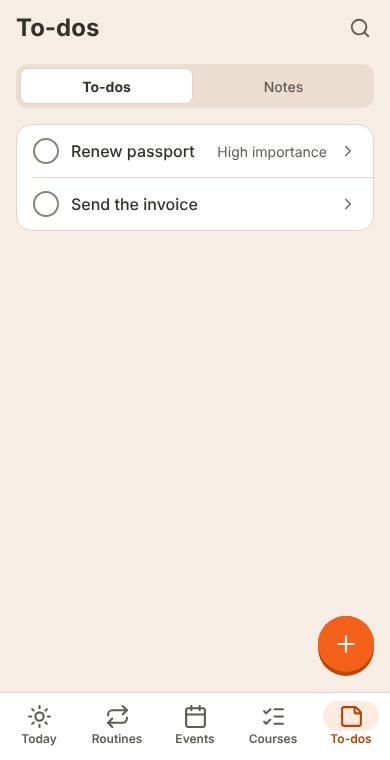 To-dos
To-dos Notes
Renew passport High importance
Send the invoice
Today Routines Events Courses To-dos